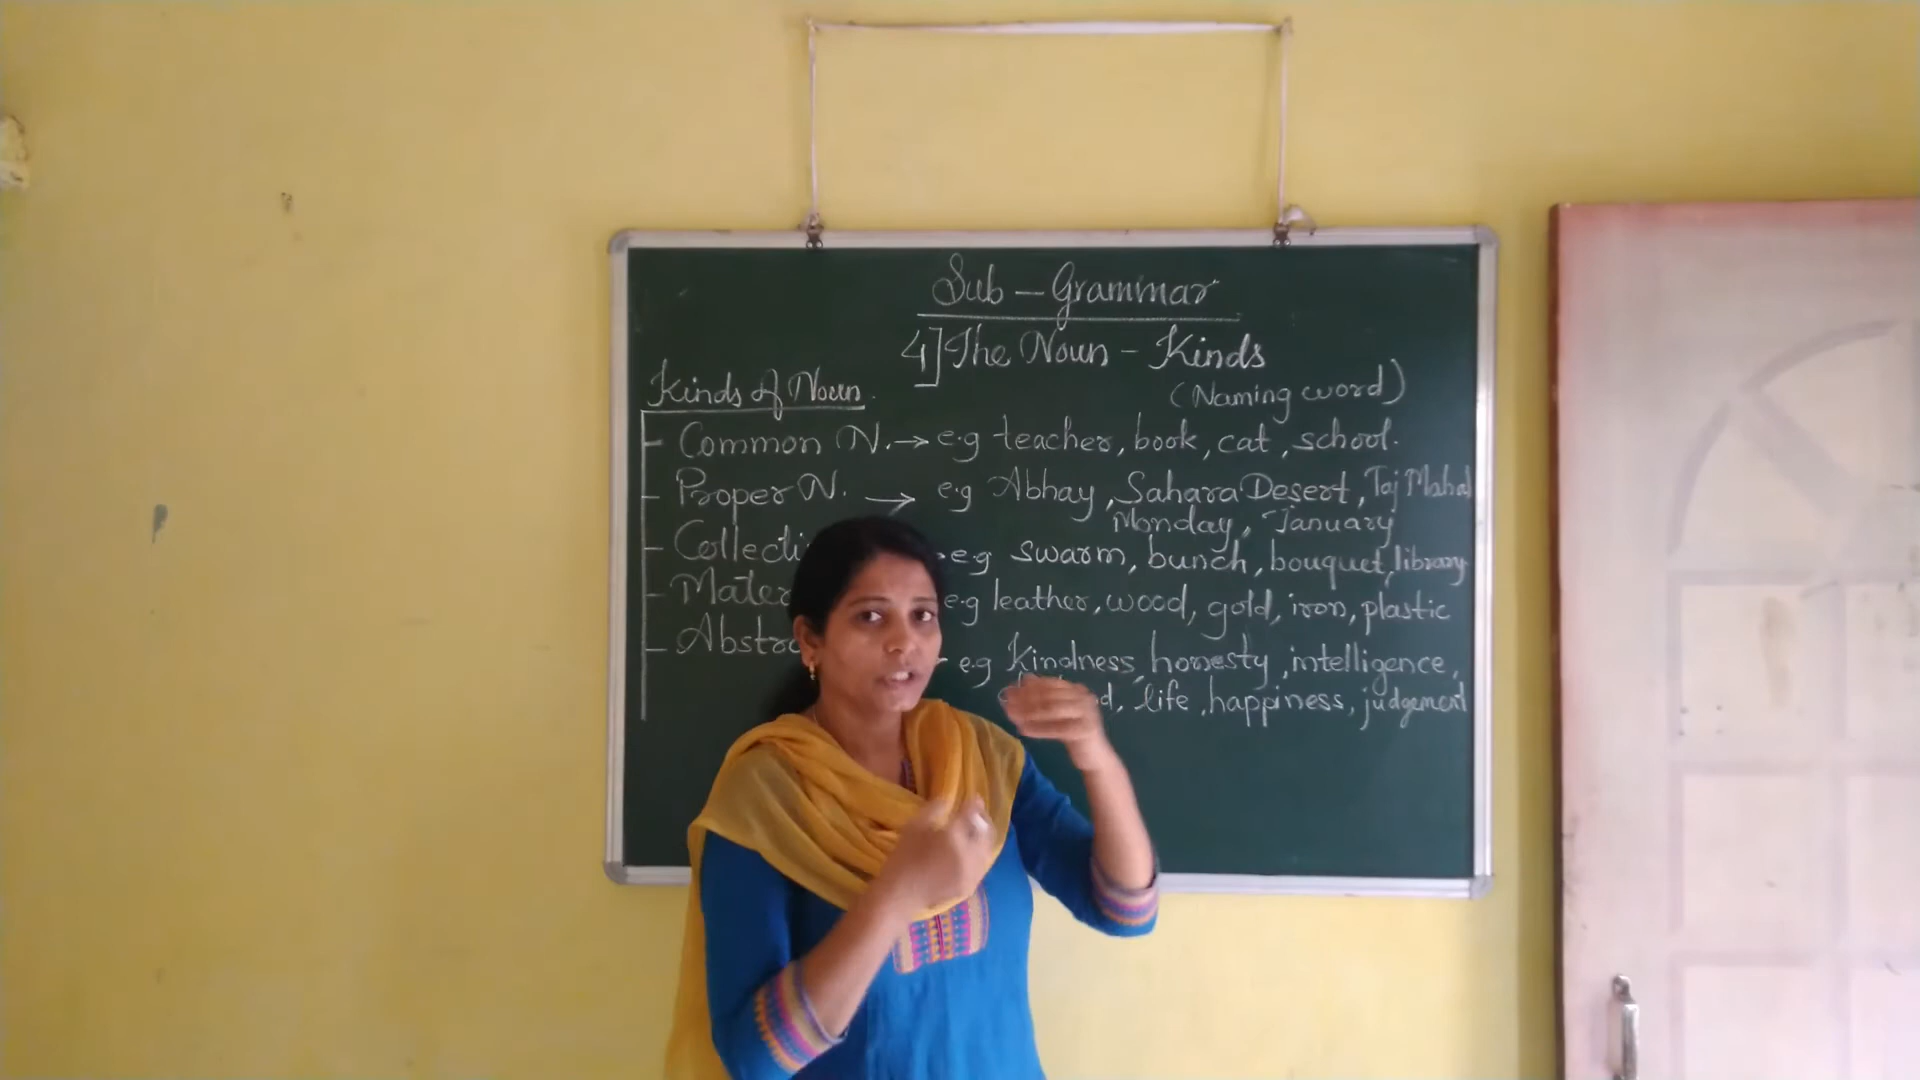 Sub - Grammar
4] The Noun - Kinds
Kinds of Noun.
(Naming word)
Common N. → e.g teacher, book, cat, school.
Proper N. → e.g Abhay, Sahara Desert, Taj Mahal
Monday, January
e.g swarm, bunch, bouquet, library
e.g leather, wood, gold, iron, plastic
e.g Kindness, honesty, intelligence,
life, happiness, judgement